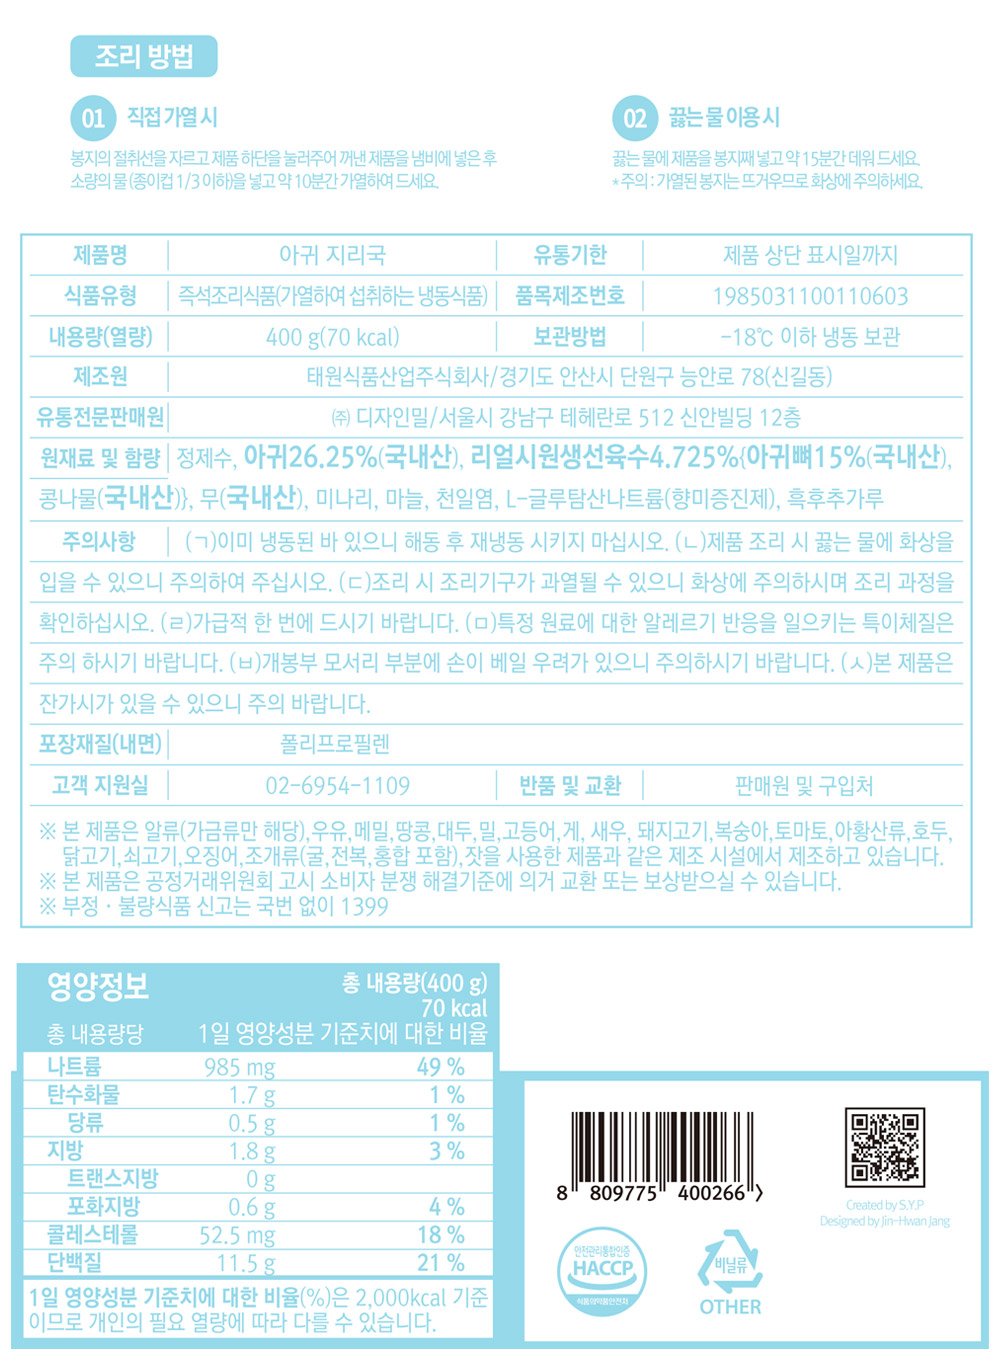 조리 방법
01 직접 가열 시
봉지의 절취선을 자르고 제품 하단을 눌러주어 꺼낸 제품을 냄비에 넣은 후
소량의 물 (종이컵 1/3 이하)을 넣고 약 10분간 가열하여 드세요.
02 끓는 물 이용 시
끓는 물에 제품을 봉지째 넣고 약 15분간 데워 드세요.
*주의 : 가열된 봉지는 뜨거우므로 화상에 주의하세요.
제품명 아귀 지리국 유통기한 제품 상단 표시일까지
식품유형 즉석조리식품(가열하여 섭취하는 냉동식품) 품목제조번호 1985031100110603
내용량(열량) 400 g(70 kcal) 보관방법 -18℃ 이하 냉동 보관
제조원 태원식품산업주식회사/경기도 안산시 단원구 능안로 78(신길동)
유통전문판매원 ㈜ 디자인밀/서울시 강남구 테헤란로 512 신안빌딩 12층
원재료 및 함량 정제수, 아귀26.25%(국내산), 리얼시원생선육수4.725%{아귀뼈15%(국내산),
콩나물(국내산)}, 무(국내산), 미나리, 마늘, 천일염, L-글루탐산나트륨(향미증진제), 흑후추가루
주의사항 (ㄱ)이미 냉동된 바 있으니 해동 후 재냉동 시키지 마십시오. (ㄴ)제품 조리 시 끓는 물에 화상을
입을 수 있으니 주의하여 주십시오. (ㄷ)조리 시 조리기구가 과열될 수 있으니 화상에 주의하시며 조리 과정을
확인하십시오. (ㄹ)가급적 한 번에 드시기 바랍니다. (ㅁ)특정 원료에 대한 알레르기 반응을 일으키는 특이체질은
주의 하시기 바랍니다. (ㅂ)개봉부 모서리 부분에 손이 베일 우려가 있으니 주의하시기 바랍니다. (ㅅ)본 제품은
잔가시가 있을 수 있으니 주의 바랍니다.
포장재질(내면) 폴리프로필렌
고객 지원실 02-6954-1109 반품 및 교환 판매원 및 구입처
※ 본 제품은 알류(가금류만 해당),우유,메밀,땅콩,대두,밀,고등어,게, 새우, 돼지고기,복숭아,토마토,아황산류,호두,
닭고기,쇠고기,오징어,조개류(굴,전복,홍합 포함),잣을 사용한 제품과 같은 제조 시설에서 제조하고 있습니다.
※ 본 제품은 공정거래위원회 고시 소비자 분쟁 해결기준에 의거 교환 또는 보상받으실 수 있습니다.
※ 부정 · 불량식품 신고는 국번 없이 1399
영양정보 총 내용량(400 g)
70 kcal
총 내용량당 1일 영양성분 기준치에 대한 비율
나트륨 985 mg 49 %
탄수화물 1.7 g 1 %
당류 0.5 g 1 %
지방 1.8 g 3 %
트랜스지방 0 g
포화지방 0.6 g 4 %
콜레스테롤 52.5 mg 18 %
단백질 11.5 g 21 %
1일 영양성분 기준치에 대한 비율(%)은 2,000kcal 기준
이므로 개인의 필요 열량에 따라 다를 수 있습니다.
8 809775 400266 >
Created by S.Y.P
Designed by Jin-Hwan Jang
안전관리통합인증
HACCP
식품의약품안전처
비닐류
OTHER